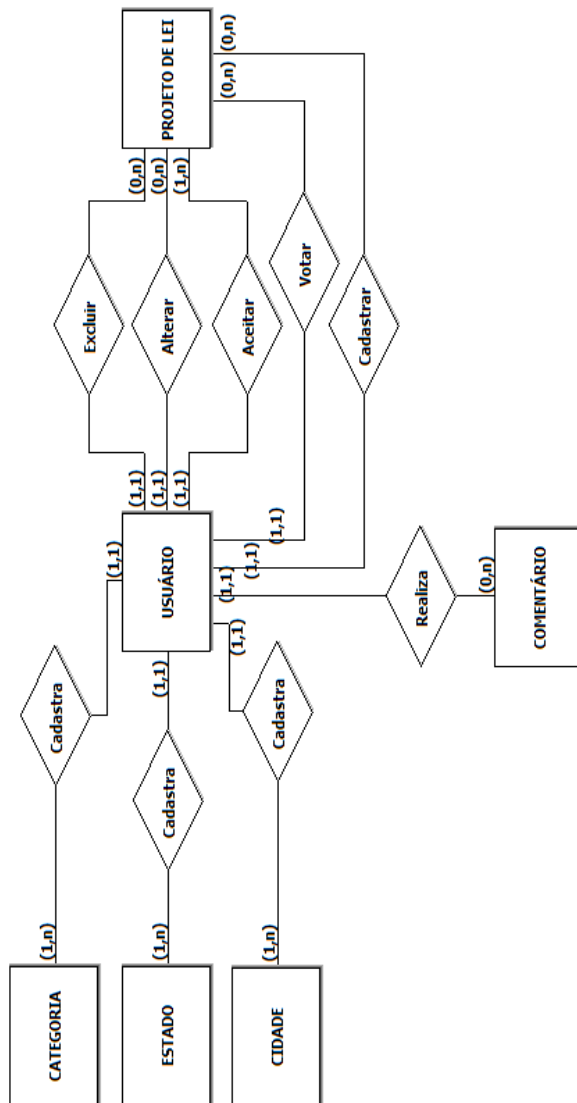 CATEGORIA
(1,n)
Cadastra
(1,1)
ESTADO
(1,n)
Cadastra
(1,1)
CIDADE
(1,n)
Cadastra
(1,1)
USUÁRIO
(1,1)
Excluir
(0,n)
(1,1)
Alterar
(0,n)
(1,1)
Aceitar
(1,n)
PROJETO DE LEI
(1,1)
Votar
(0,n)
(1,1)
Cadastrar
(0,n)
(1,1)
Realiza
(0,n)
COMENTÁRIO